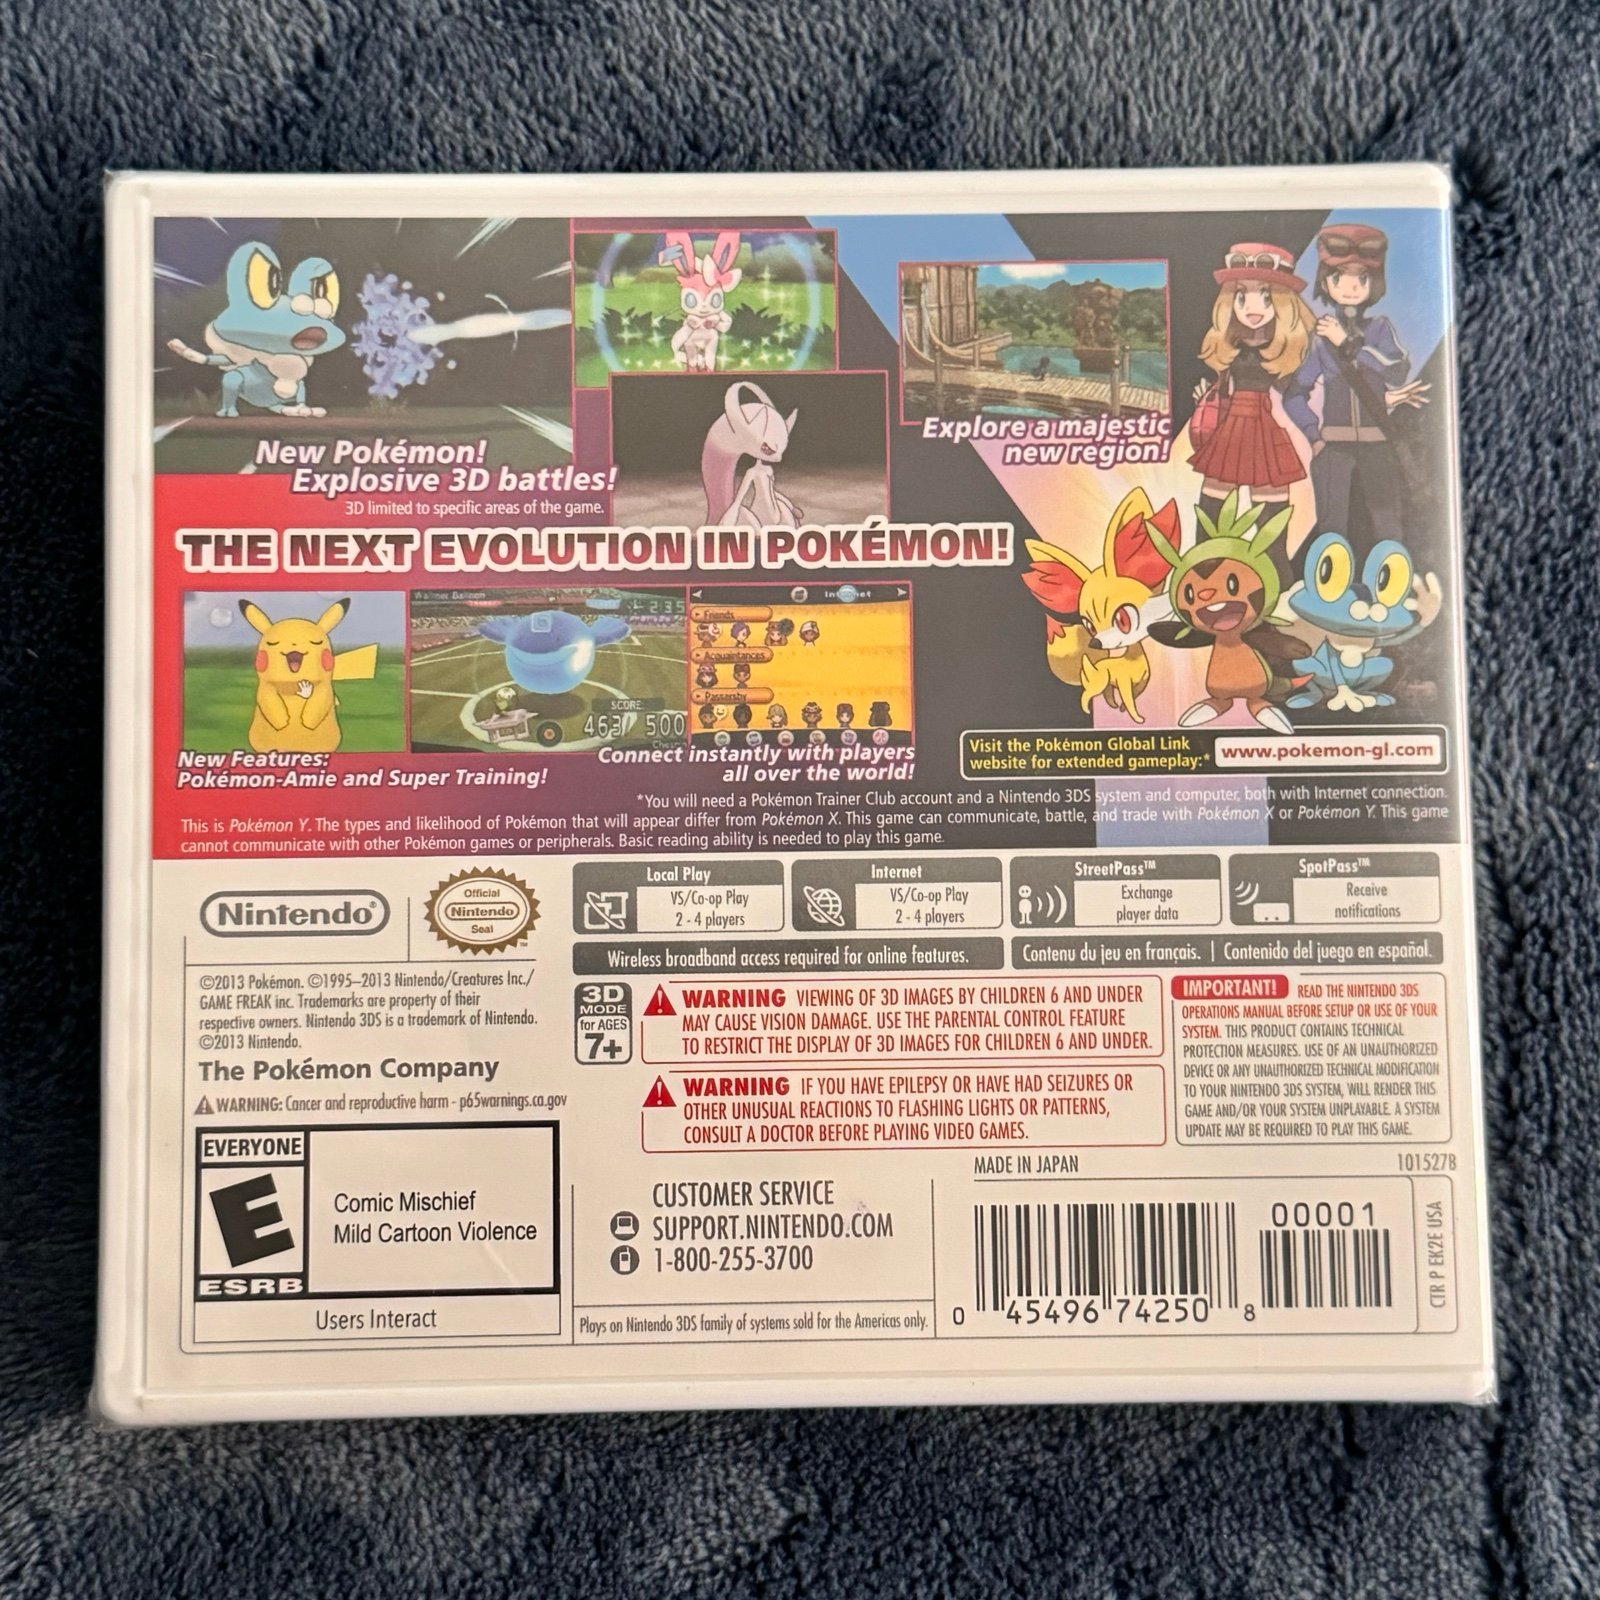 New Pokémon!
Explosive 3D battles!
3D limited to specific areas of the game.
Explore a majestic
new region!
THE NEXT EVOLUTION IN POKÉMON!
Wailmer Balloon
2:35
SCORE
463/ 500
Internet
Friends
Acquaintances
Passersby
New Features:
Pokémon-Amie and Super Training!
Connect instantly with players
all over the world!
Visit the Pokémon Global Link
website for extended gameplay:*
www.pokemon-gl.com
*You will need a Pokémon Trainer Club account and a Nintendo 3DS system and computer, both with Internet connection.
This is Pokémon Y. The types and likelihood of Pokémon that will appear differ from Pokémon X. This game can communicate, battle, and trade with Pokémon X or Pokémon Y. This game
cannot communicate with other Pokémon games or peripherals. Basic reading ability is needed to play this game.
Nintendo®
Official
Nintendo
Seal
™
Local Play
VS/Co-op Play
2 - 4 players
Internet
VS/Co-op Play
2 - 4 players
StreetPass™
Exchange
player data
SpotPass™
Receive
notifications
Wireless broadband access required for online features.
Contenu du jeu en français. | Contenido del juego en español.
©2013 Pokémon. ©1995–2013 Nintendo/Creatures Inc./
GAME FREAK inc. Trademarks are property of their
respective owners. Nintendo 3DS is a trademark of Nintendo.
©2013 Nintendo.
The Pokémon Company
WARNING: Cancer and reproductive harm - p65warnings.ca.gov
3D
MODE
for AGES
7+
WARNING VIEWING OF 3D IMAGES BY CHILDREN 6 AND UNDER
MAY CAUSE VISION DAMAGE. USE THE PARENTAL CONTROL FEATURE
TO RESTRICT THE DISPLAY OF 3D IMAGES FOR CHILDREN 6 AND UNDER.
WARNING IF YOU HAVE EPILEPSY OR HAVE HAD SEIZURES OR
OTHER UNUSUAL REACTIONS TO FLASHING LIGHTS OR PATTERNS,
CONSULT A DOCTOR BEFORE PLAYING VIDEO GAMES.
IMPORTANT! READ THE NINTENDO 3DS
OPERATIONS MANUAL BEFORE SETUP OR USE OF YOUR
SYSTEM. THIS PRODUCT CONTAINS TECHNICAL
PROTECTION MEASURES. USE OF AN UNAUTHORIZED
DEVICE OR ANY UNAUTHORIZED TECHNICAL MODIFICATION
TO YOUR NINTENDO 3DS SYSTEM, WILL RENDER THIS
GAME AND/OR YOUR SYSTEM UNPLAYABLE. A SYSTEM
UPDATE MAY BE REQUIRED TO PLAY THIS GAME.
EVERYONE
E
ESRB
Comic Mischief
Mild Cartoon Violence
Users Interact
CUSTOMER SERVICE
SUPPORT.NINTENDO.COM
1-800-255-3700
Plays on Nintendo 3DS family of systems sold for the Americas only.
MADE IN JAPAN
101527B
00001
0 45496 74250 8
CTR P EK2E USA